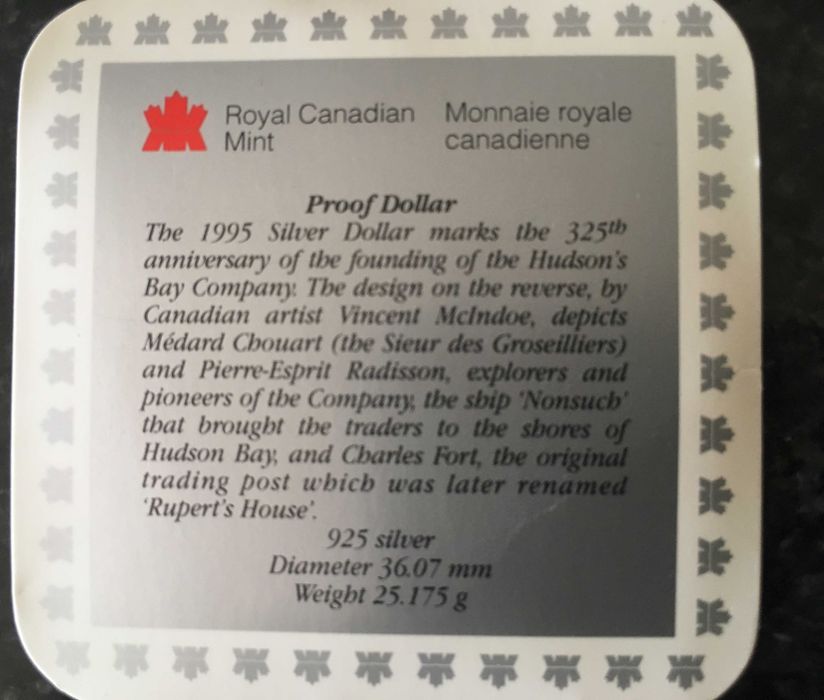 Royal Canadian Mint
Monnaie royale canadienne
Proof Dollar
The 1995 Silver Dollar marks the 325th
anniversary of the founding of the Hudson's
Bay Company. The design on the reverse, by
Canadian artist Vincent McIndoe, depicts
Médard Chouart (the Sieur des Groseilliers)
and Pierre-Esprit Radisson, explorers and
pioneers of the Company, the ship 'Nonsuch'
that brought the traders to the shores of
Hudson Bay, and Charles Fort, the original
trading post which was later renamed
'Rupert's House'.
925 silver
Diameter 36.07 mm
Weight 25.175 g